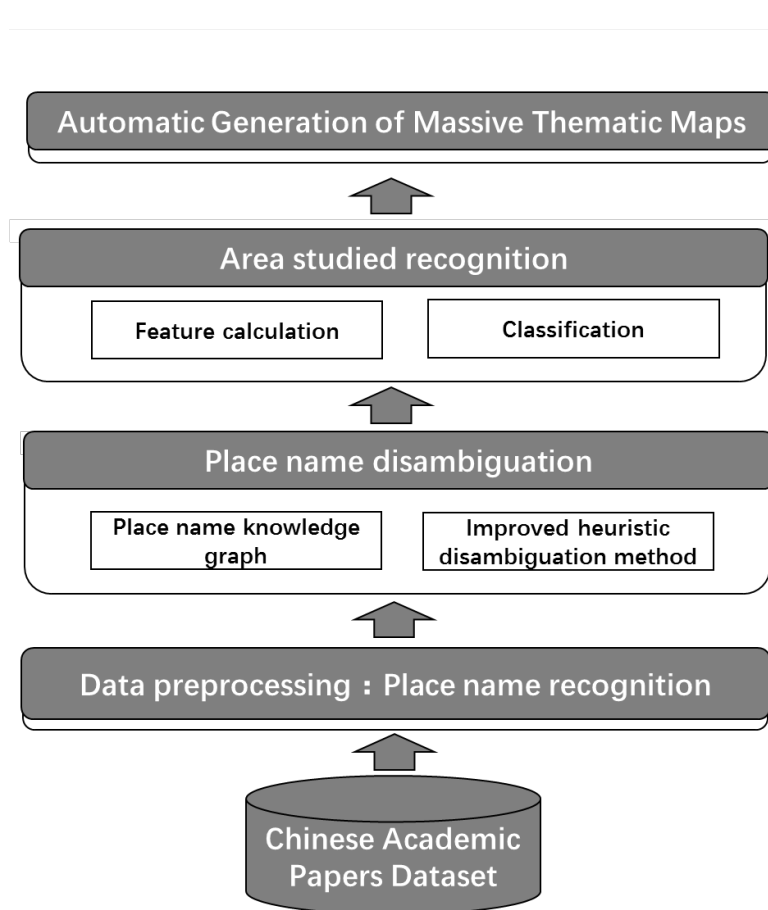 Automatic Generation of Massive Thematic Maps
Area studied recognition
Feature calculation
Classification
Place name disambiguation
Place name knowledge
graph
Improved heuristic
disambiguation method
Data preprocessing：Place name recognition
Chinese Academic
Papers Dataset